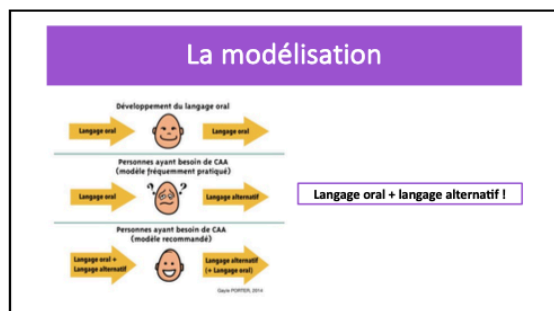 La modélisation
Développement du langage oral
Langage oral
Langage oral
Personnes ayant besoin de CAA
(modèle fréquemment pratiqué)
Langage oral
? ?
Langage alternatif
Personnes ayant besoin de CAA
(modèle recommandé)
Langage oral +
Langage alternatif
Langage alternatif
(+ Langage oral)
Gayle PORTER, 2014
Langage oral + langage alternatif !